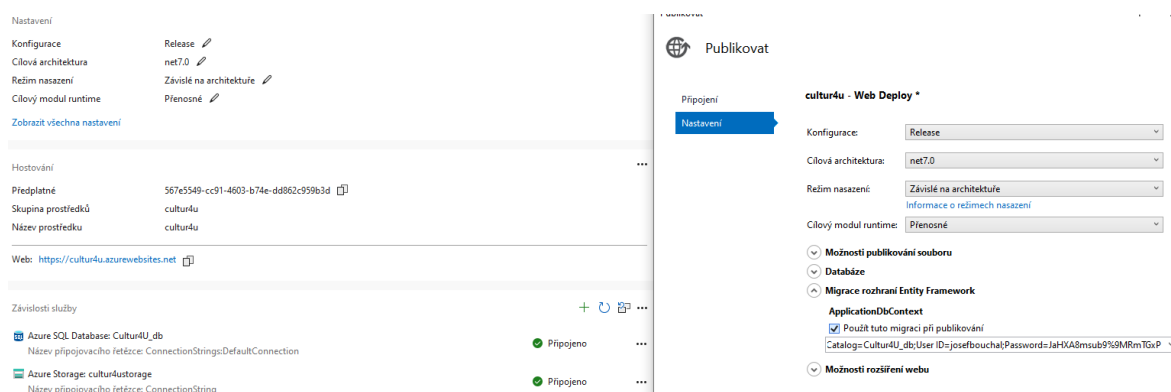 Nastavení
Konfigurace Release
Cílová architektura net7.0
Režim nasazení Závislé na architektuře
Cílový modul runtime Přenosné
Zobrazit všechna nastavení
Hostování
Předplatné 567e5549-cc91-4603-b74e-dd862c959b3d
Skupina prostředků cultur4u
Název prostředku cultur4u
Web: https://cultur4u.azurewebsites.net
Závislosti služby
Azure SQL Database: Cultur4U_db
Název připojovacího řetězce: ConnectionStrings:DefaultConnection
Připojeno
Azure Storage: cultur4ustorage
Název připojovacího řetězce: ConnectionString
Připojeno
Publikovat
Publikovat
Připojení
Nastavení
cultur4u - Web Deploy *
Konfigurace: Release
Cílová architektura: net7.0
Režim nasazení: Závislé na architektuře
Informace o režimech nasazení
Cílový modul runtime: Přenosné
Možnosti publikování souboru
Databáze
Migrace rozhraní Entity Framework
ApplicationDbContext
Použít tuto migraci při publikování
Catalog=Cultur4U_db;User ID=josefbouchal;Password=JaHXA8msub9%9MRmTGxP
Možnosti rozšíření webu